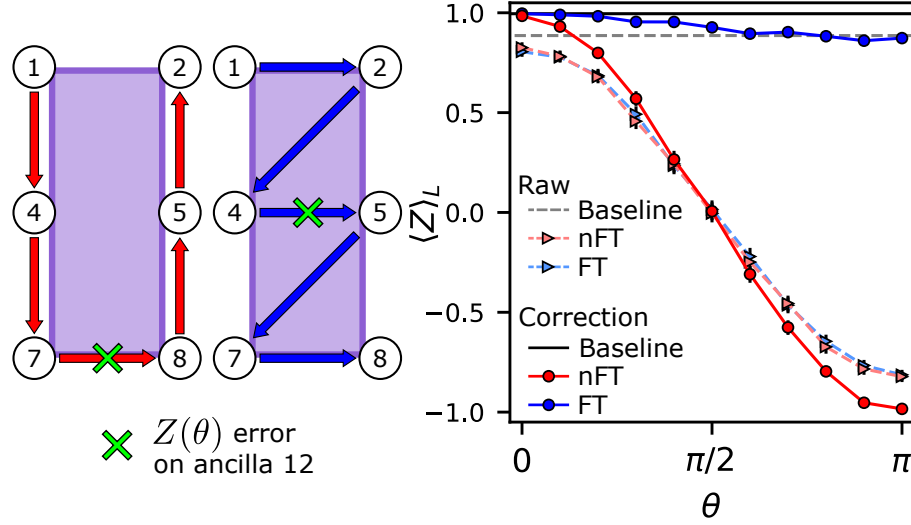 1
2
4
5
7
8
1
2
4
5
7
8
Z(θ) error
on ancilla 12
⟨Z⟩_L
1.0
0.5
0.0
−0.5
−1.0
0
π/2
π
θ
Raw
Baseline
nFT
FT
Correction
Baseline
nFT
FT